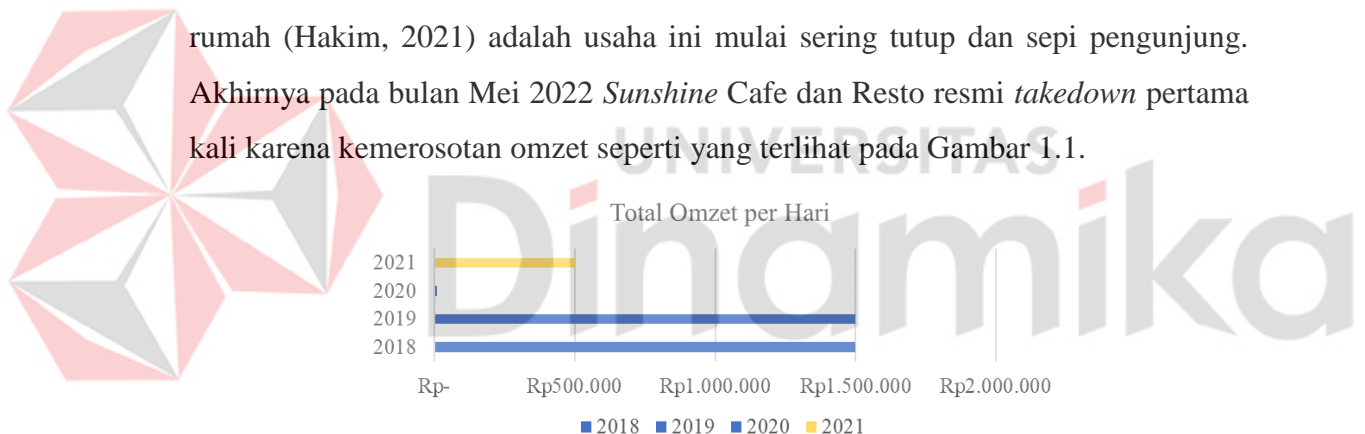 rumah (Hakim, 2021) adalah usaha ini mulai sering tutup dan sepi pengunjung.
Akhirnya pada bulan Mei 2022 Sunshine Cafe dan Resto resmi takedown pertama
kali karena kemerosotan omzet seperti yang terlihat pada Gambar 1.1.
UNIVERSITAS
Dinamika
Total Omzet per Hari
2021
2020
2019
2018
Rp- Rp500.000 Rp1.000.000 Rp1.500.000 Rp2.000.000
2018 2019 2020 2021